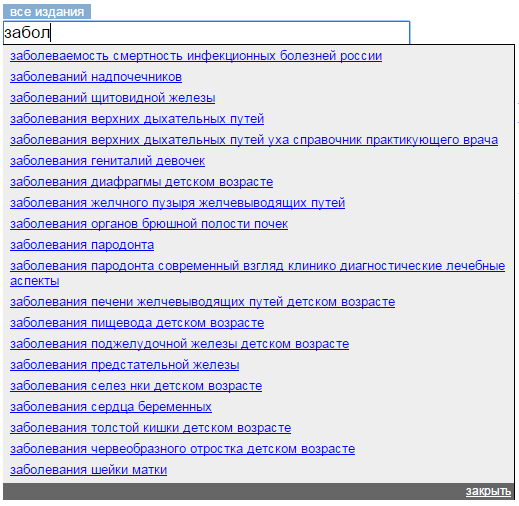 все издания
забол
заболеваемость смертность инфекционных болезней россии
заболеваний надпочечников
заболеваний щитовидной железы
заболевания верхних дыхательных путей
заболевания верхних дыхательных путей уха справочник практикующего врача
заболевания гениталий девочек
заболевания диафрагмы детском возрасте
заболевания желчного пузыря желчевыводящих путей
заболевания органов брюшной полости почек
заболевания пародонта
заболевания пародонта современный взгляд клинико диагностические лечебные
аспекты
заболевания печени желчевыводящих путей детском возрасте
заболевания пищевода детском возрасте
заболевания поджелудочной железы детском возрасте
заболевания предстательной железы
заболевания селез нки детском возрасте
заболевания сердца беременных
заболевания толстой кишки детском возрасте
заболевания червеобразного отростка детском возрасте
заболевания шейки матки
закрыть